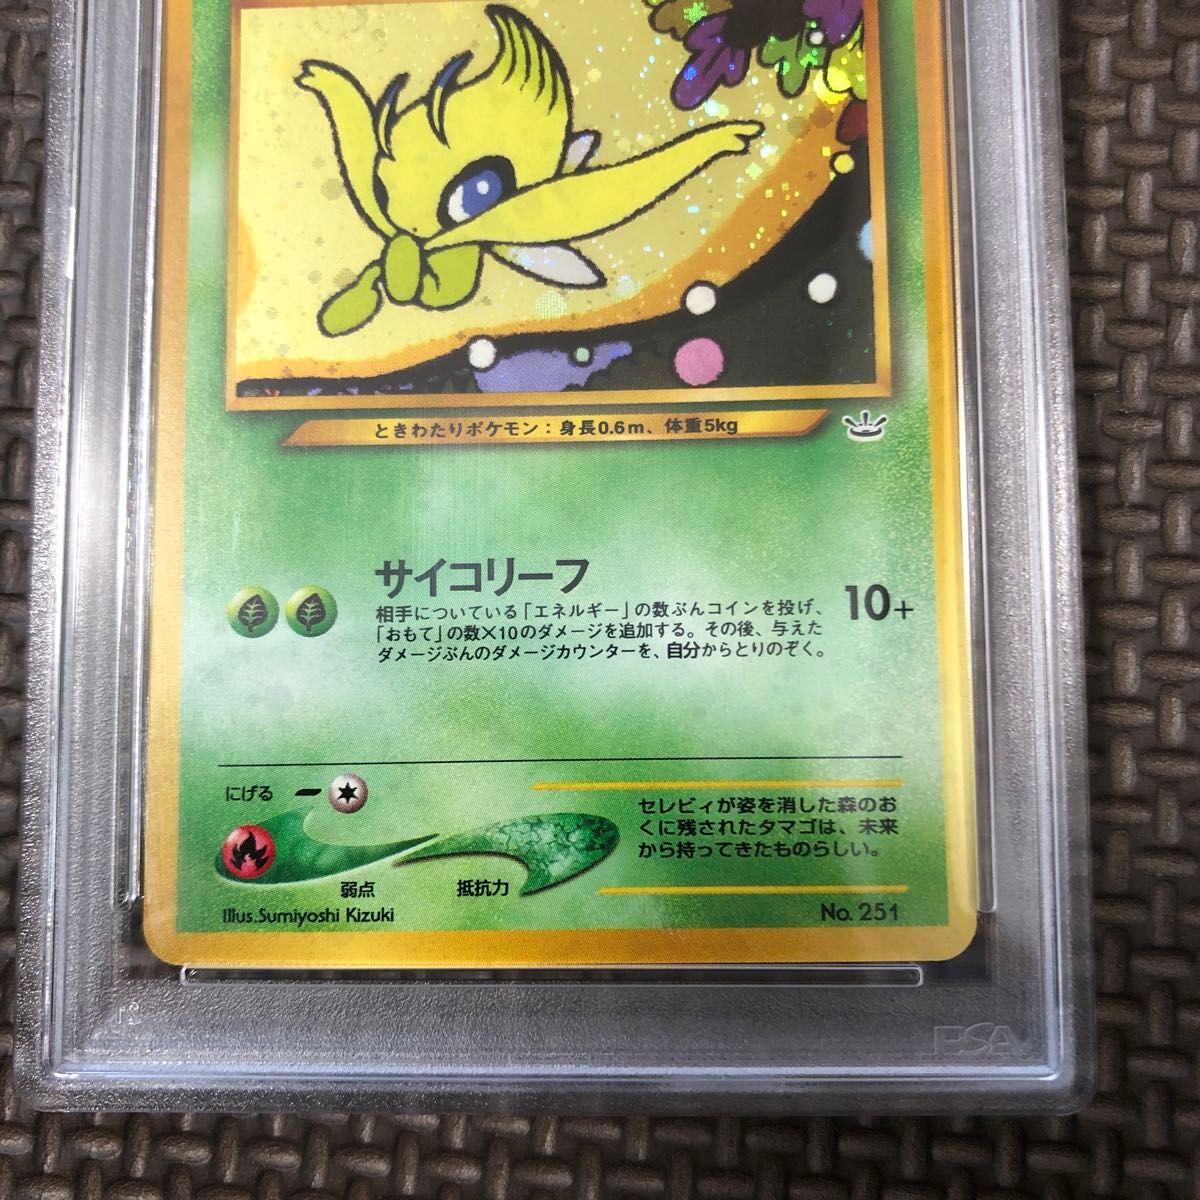 ときわたりポケモン：身長0.6m、体重5kg
サイコリーフ
相手についている「エネルギー」の数ぶんコインを投げ、
「おもて」の数×10のダメージを追加する。その後、与えた
ダメージぶんのダメージカウンターを、自分からとりのぞく。
10+
にげる
弱点
抵抗力
セレビィが姿を消した森のお
くに残されたタマゴは、未来
から持ってきたものらしい。
Illus.Sumiyoshi Kizuki
No. 251
PSA